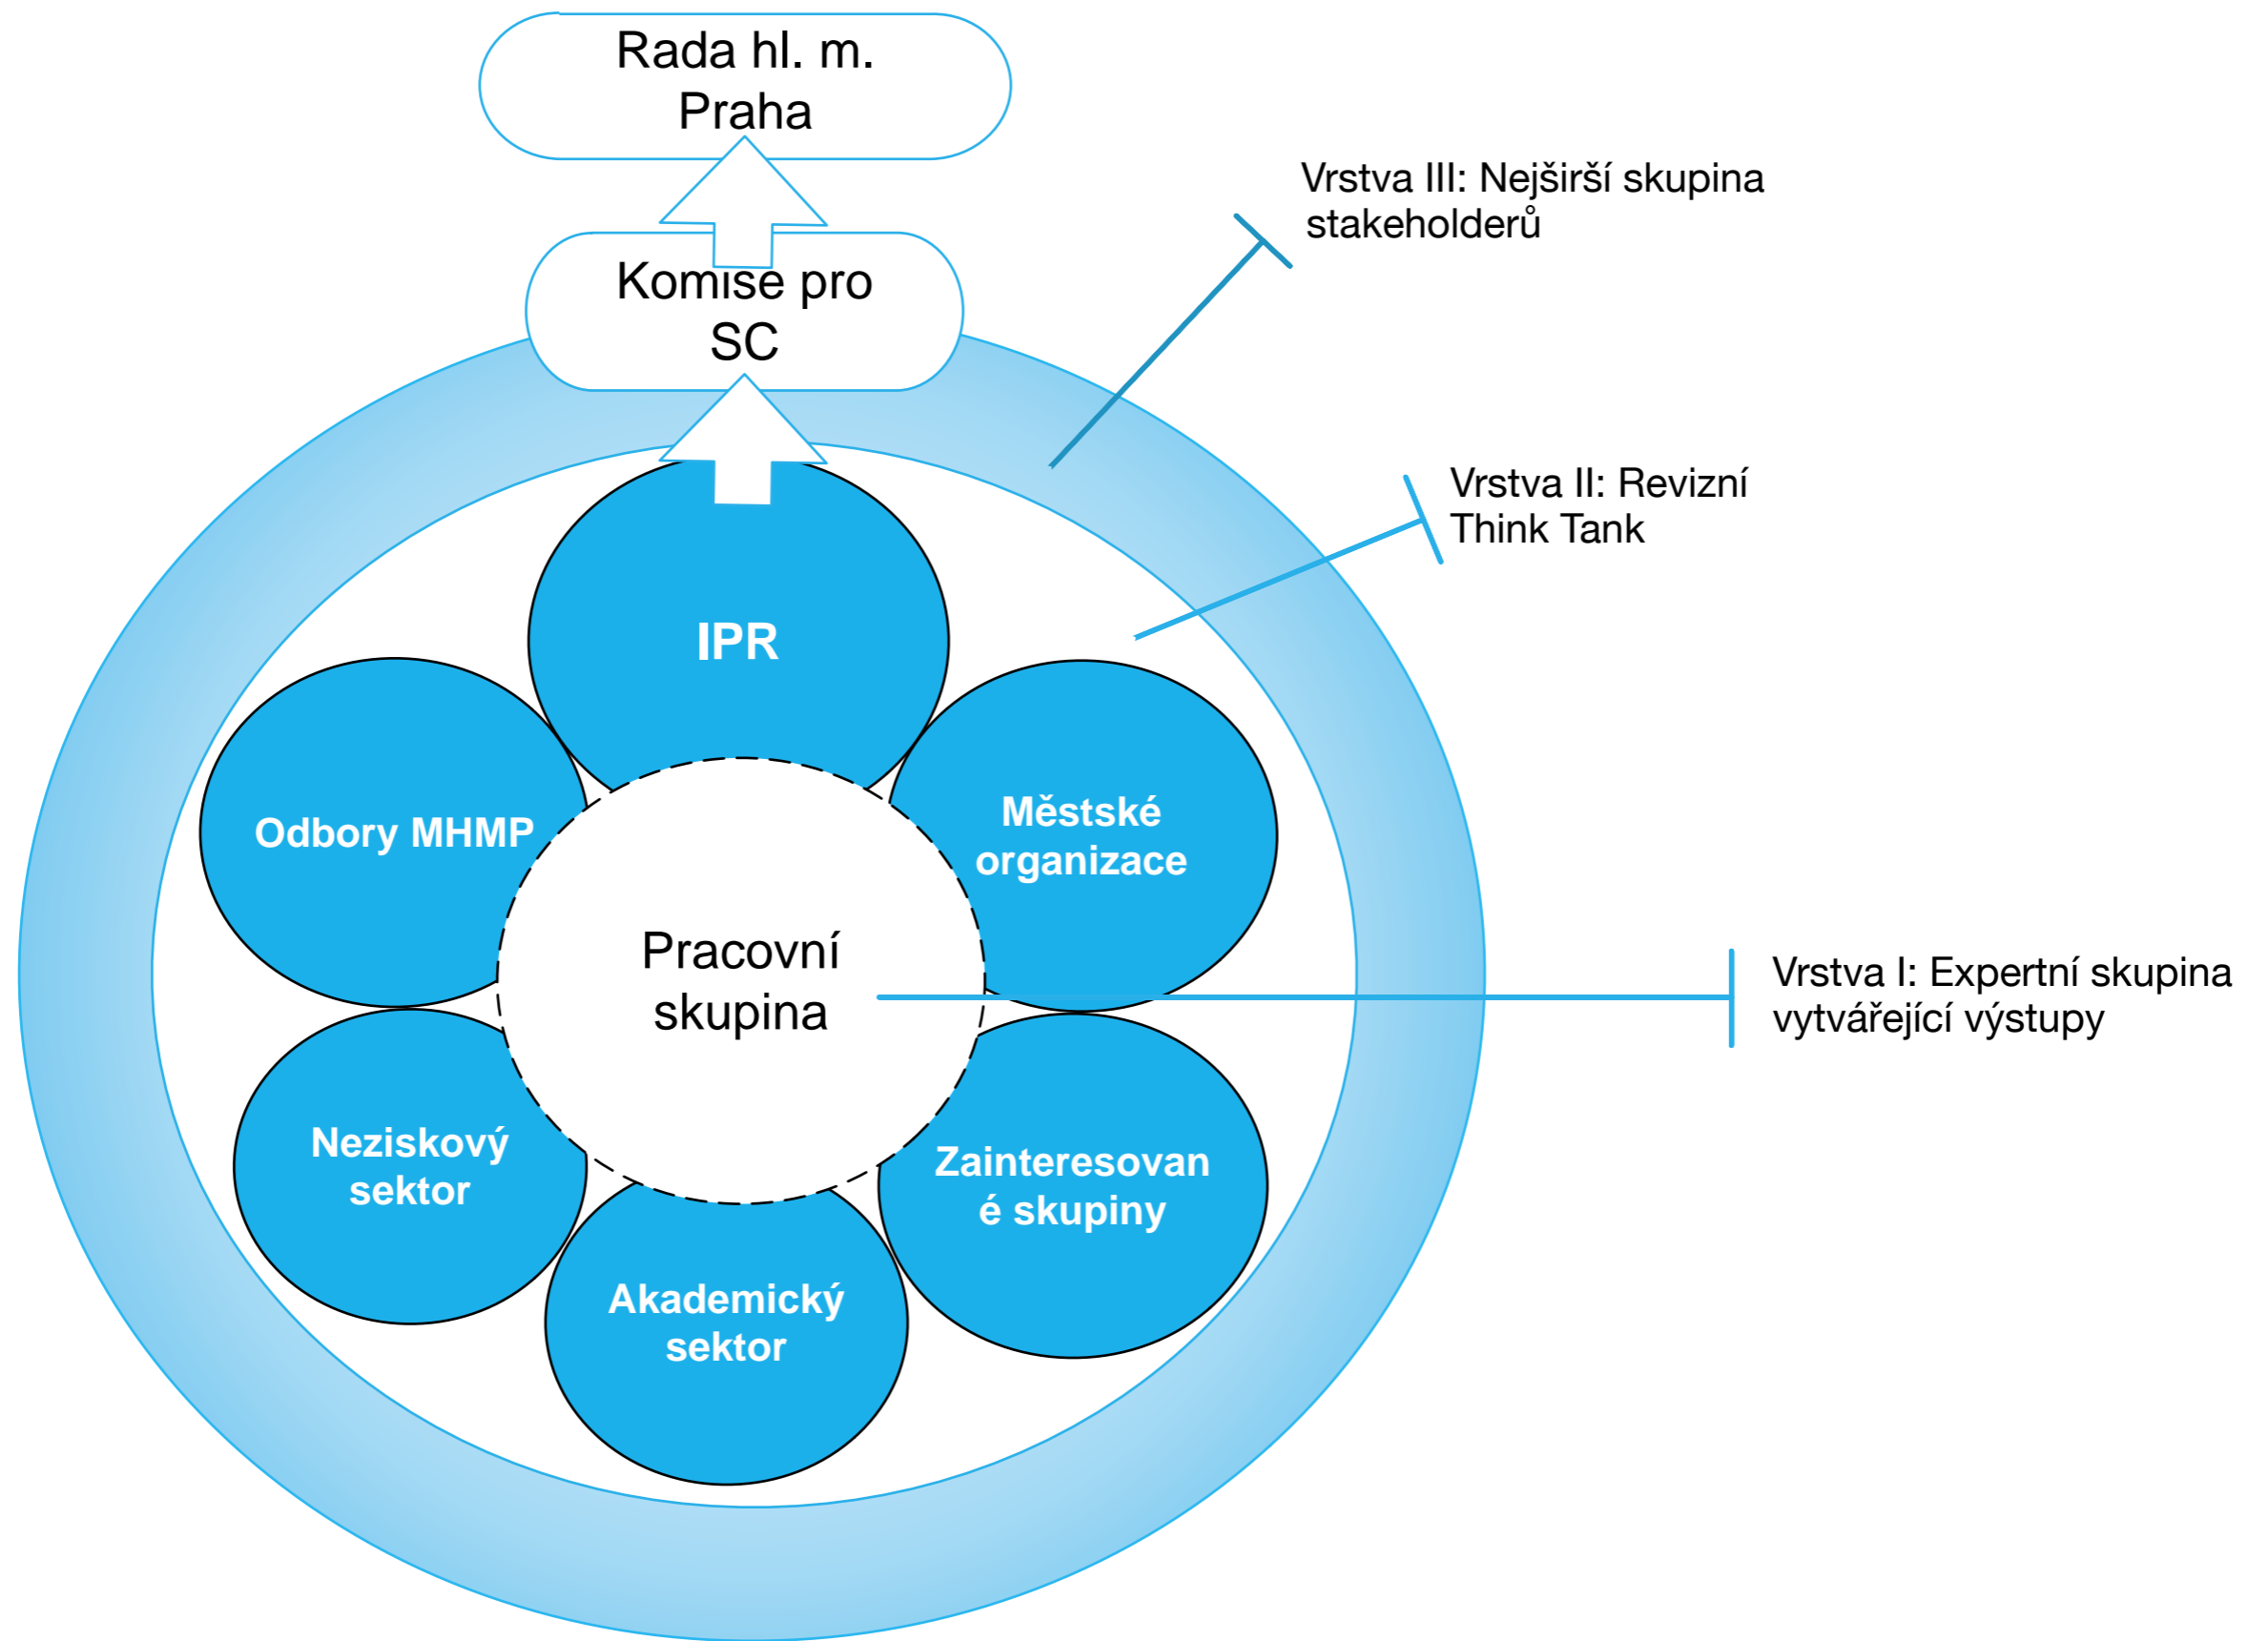 Rada hl. m.
Praha
Vrstva III: Nejširší skupina
stakeholderů
Komise pro
SC
Vrstva II: Revizní
Think Tank
IPR
Odbory MHMP
Městské
organizace
Pracovní
skupina
Vrstva I: Expertní skupina
vytvářející výstupy
Neziskový
sektor
Zainteresovan
é skupiny
Akademický
sektor